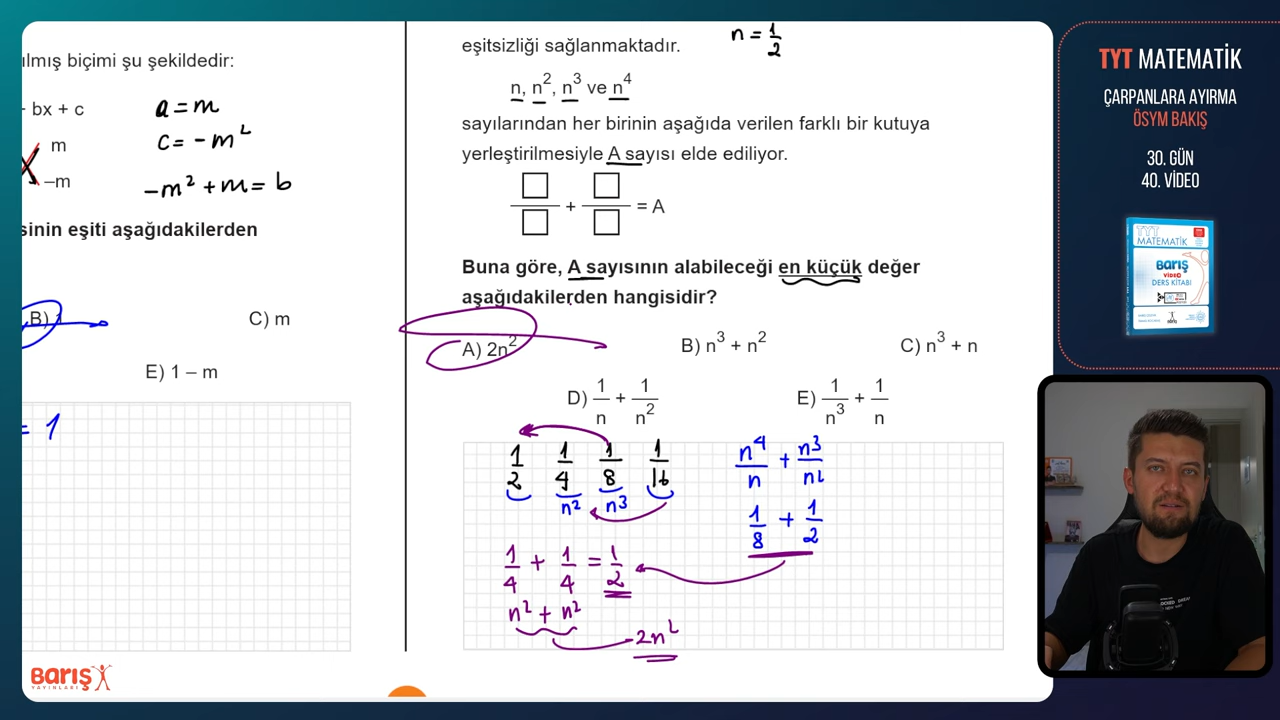 ılmış biçimi şu şekildedir:
bx + c
m
–m
a = m
c = - m²
-m² + m = b
sinin eşiti aşağıdakilerden
B) 1
C) m
E) 1 – m
= 1
BARIŞ
YAYINLARI
eşitsizliği sağlanmaktadır.
n = 1/2
n, n², n³ ve n⁴
sayılarından her birinin aşağıda verilen farklı bir kutuya
yerleştirilmesiyle A sayısı elde ediliyor.
□/□ + □/□ = A
Buna göre, A sayısının alabileceği en küçük değer
aşağıdakilerden hangisidir?
A) 2n²
B) n³ + n²
C) n³ + n
D) 1/n + 1/n²
E) 1/n³ + 1/n
1/2 1/4 1/8 1/16
n² n³
n⁴/n + n³/n²
1/8 + 1/2
1/4 + 1/4 = 1/2
n² + n²
2n²
TYT MATEMATİK
ÇARPANLARA AYIRMA
ÖSYM BAKIŞ
30. GÜN
40. VİDEO
TYT
MATEMATİK
BARIŞ
VİDEO
DERS KİTABI